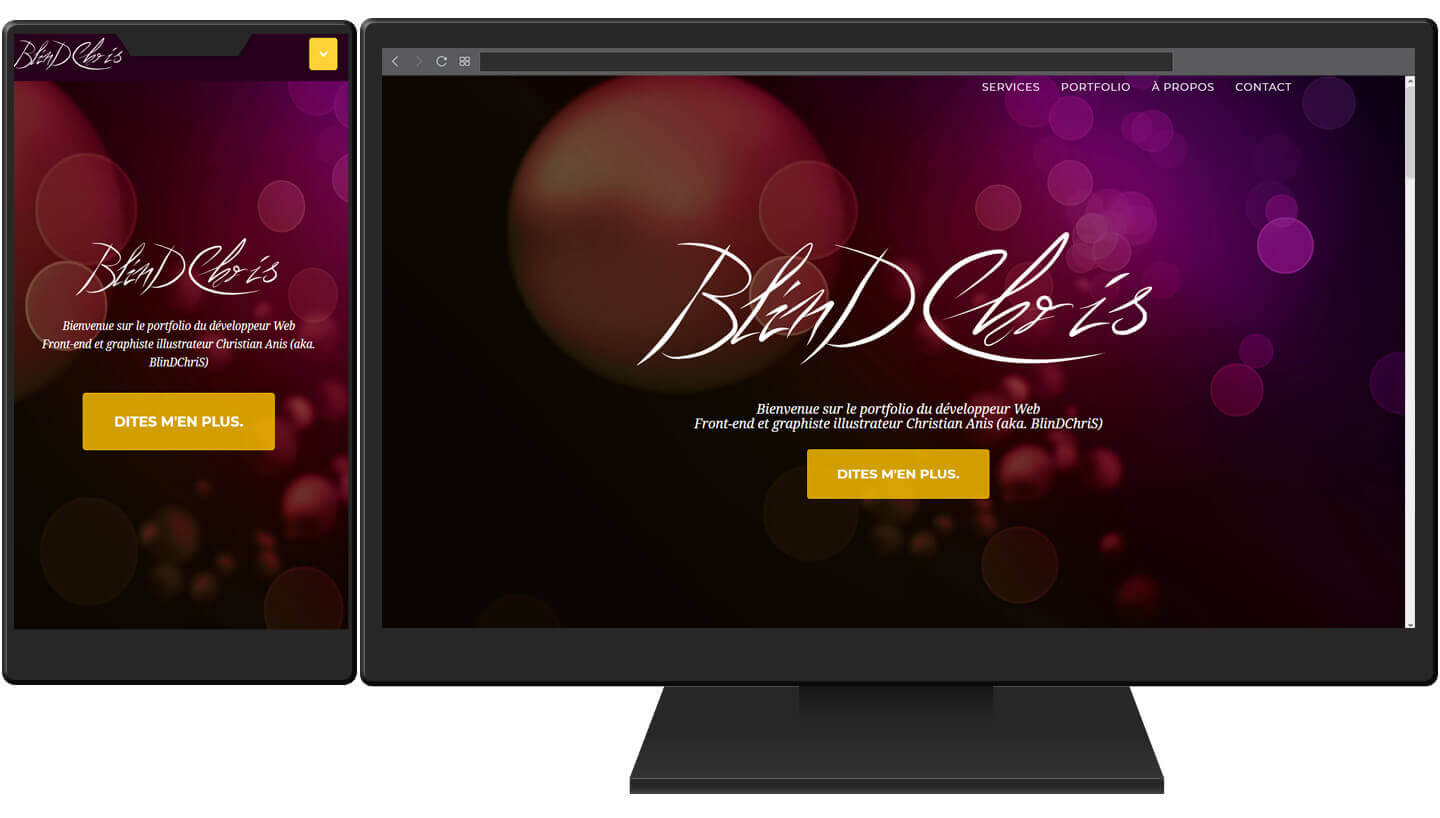 BlinDChris
BlinDChris
Bienvenue sur le portfolio du développeur Web
Front-end et graphiste illustrateur Christian Anis (aka.
BlinDChriS)
DITES M'EN PLUS.
SERVICES PORTFOLIO À PROPOS CONTACT
BlinDChris
Bienvenue sur le portfolio du développeur Web
Front-end et graphiste illustrateur Christian Anis (aka. BlinDChriS)
DITES M'EN PLUS.